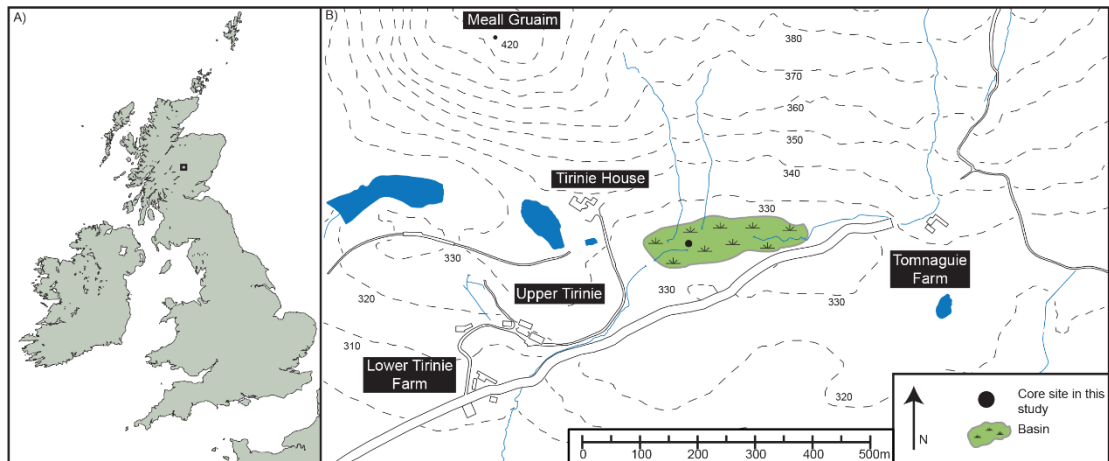 A)
B)
Meall Gruaim
420
380
370
360
350
340
330
Tirinie House
330
Tomnaguie
Farm
Upper Tirinie
330
330
320
310
Lower Tirinie
Farm
320
0 100 200 300 400 500m
N
Core site in this
study
Basin